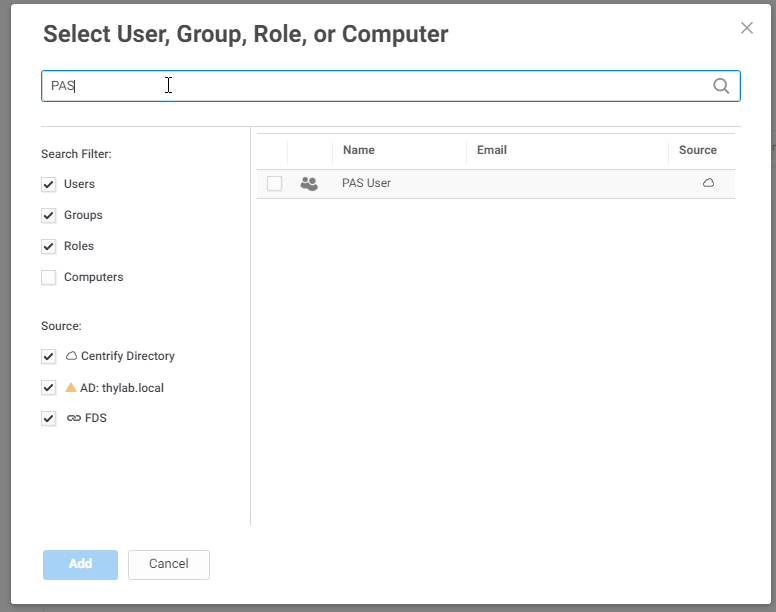 Select User, Group, Role, or Computer
PAS
Search Filter:
Users
Groups
Roles
Computers
Source:
Centrify Directory
AD: thylab.local
FDS
Name Email Source
PAS User
Add Cancel